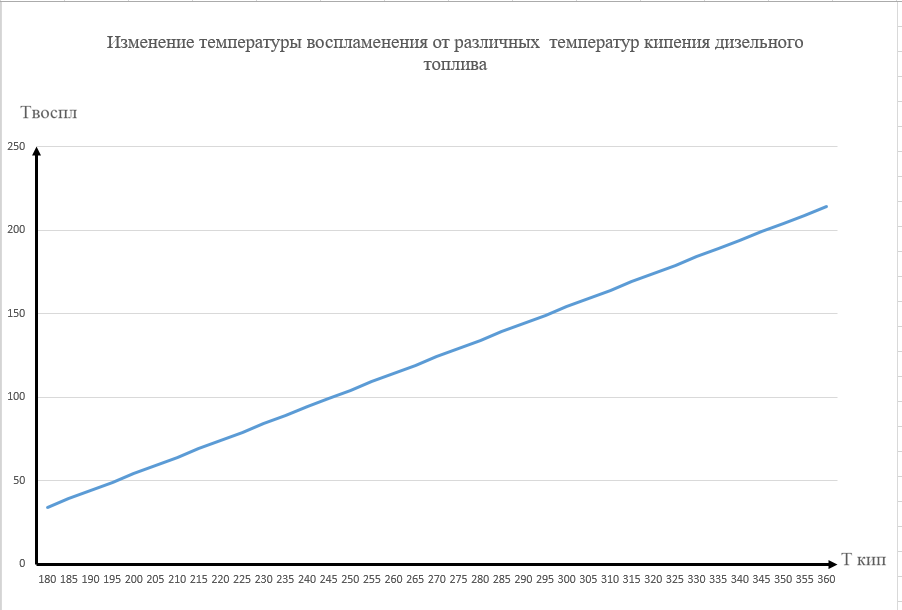 Изменение температуры воспламенения от различных температур кипения дизельного
топлива
Твоспл
250
200
150
100
50
0
Т кип
180 185 190 195 200 205 210 215 220 225 230 235 240 245 250 255 260 265 270 275 280 285 290 295 300 305 310 315 320 325 330 335 340 345 350 355 360